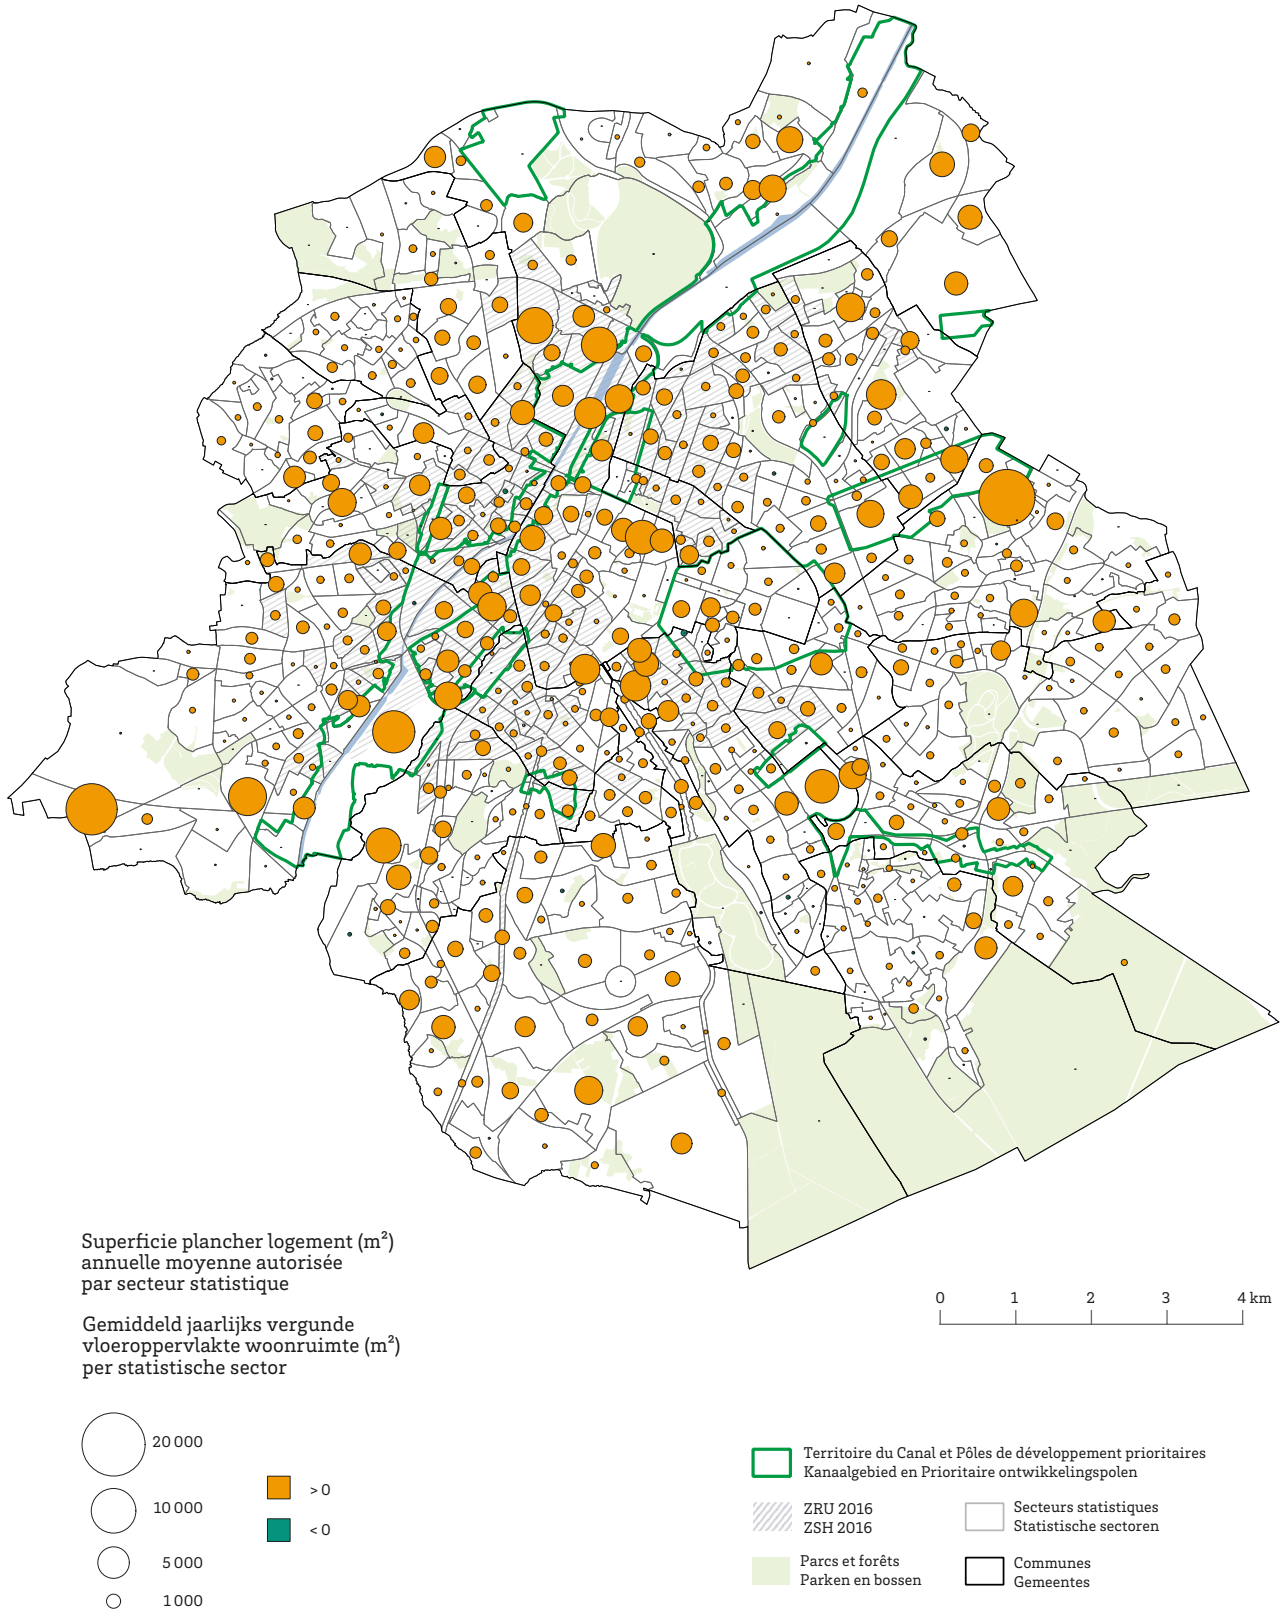 Superficie plancher logement (m²)
annuelle moyenne autorisée
par secteur statistique
Gemiddeld jaarlijks vergunde
vloeroppervlakte woonruimte (m²)
per statistische sector
20 000
10 000
5 000
1 000
> 0
< 0
0 1 2 3 4 km
Territoire du Canal et Pôles de développement prioritaires
Kanaalgebied en Prioritaire ontwikkelingspolen
ZRU 2016
ZSH 2016
Parcs et forêts
Parken en bossen
Secteurs statistiques
Statistische sectoren
Communes
Gemeentes